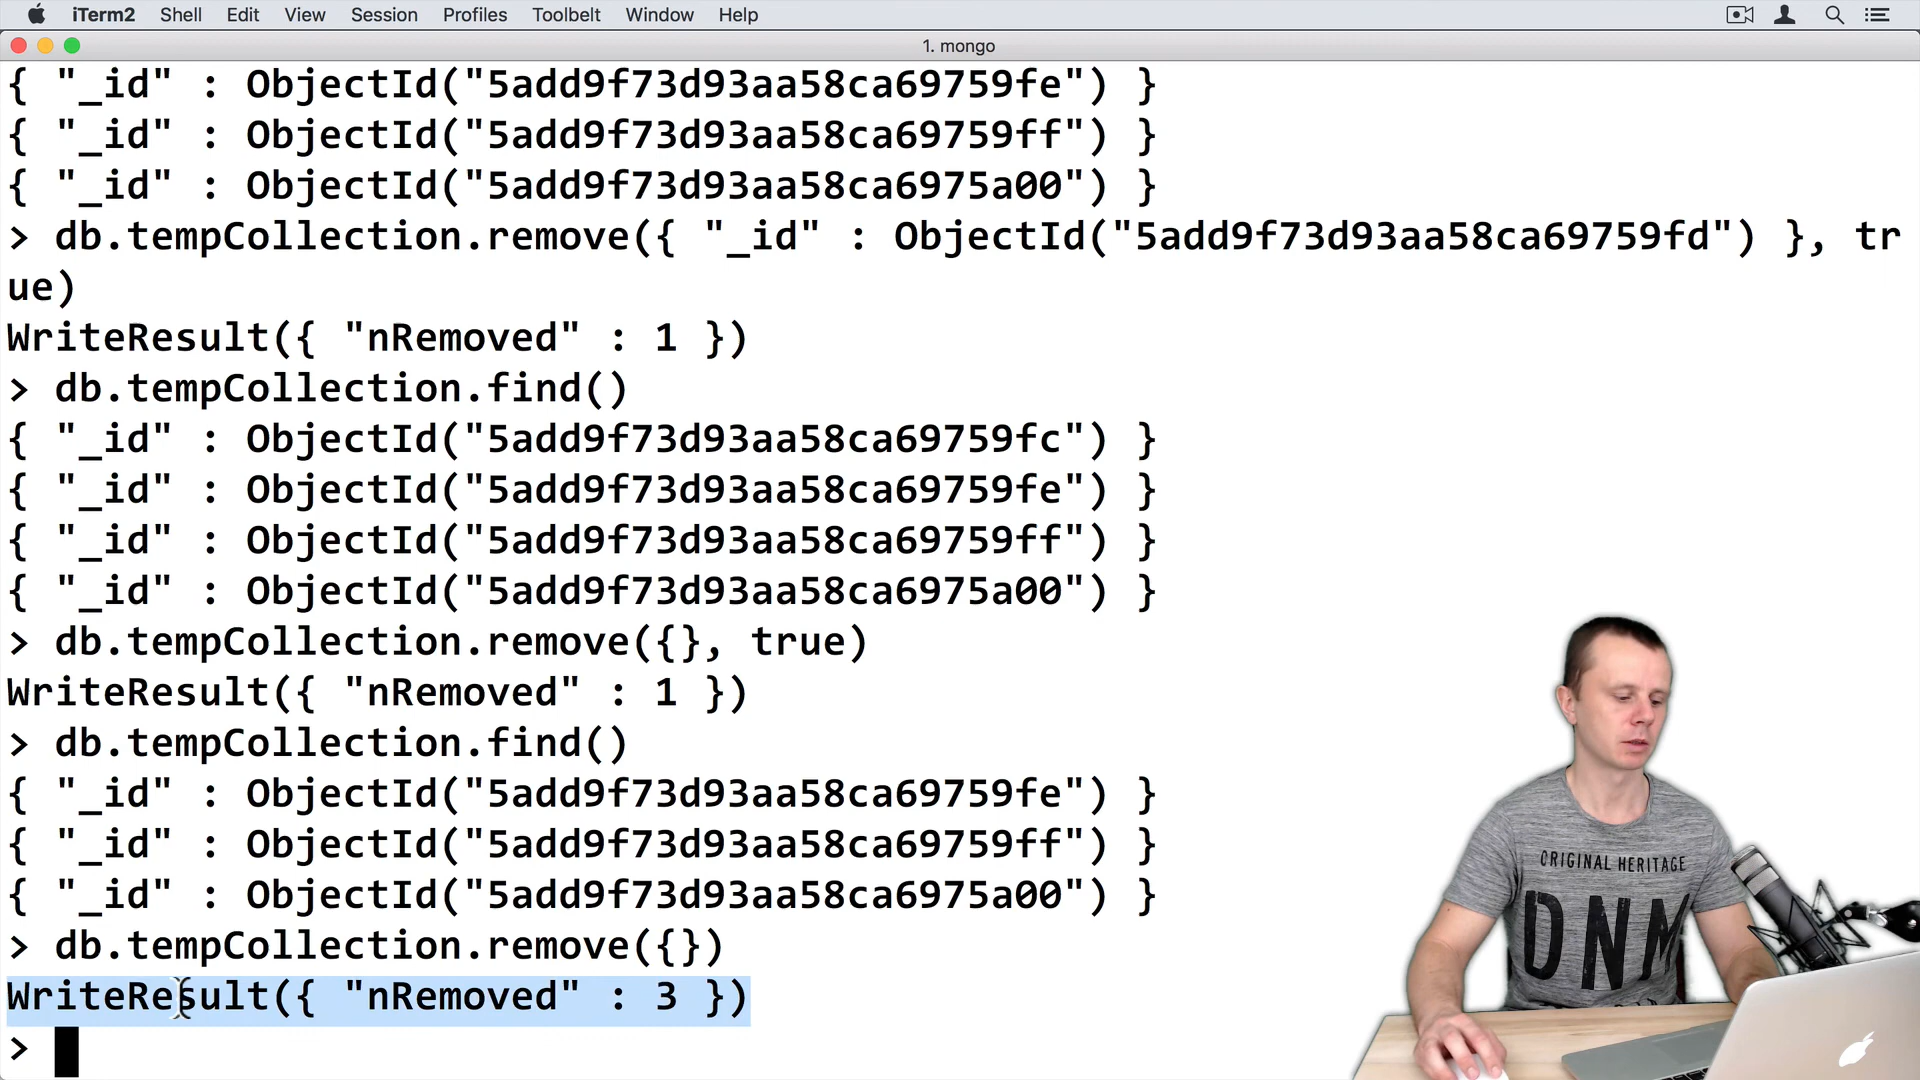 iTerm2 Shell Edit View Session Profiles Toolbelt Window Help
1. mongo
{ "_id" : ObjectId("5add9f73d93aa58ca69759fe") }
{ "_id" : ObjectId("5add9f73d93aa58ca69759ff") }
{ "_id" : ObjectId("5add9f73d93aa58ca6975a00") }
> db.tempCollection.remove({ "_id" : ObjectId("5add9f73d93aa58ca69759fd") }, tr
ue)
WriteResult({ "nRemoved" : 1 })
> db.tempCollection.find()
{ "_id" : ObjectId("5add9f73d93aa58ca69759fc") }
{ "_id" : ObjectId("5add9f73d93aa58ca69759fe") }
{ "_id" : ObjectId("5add9f73d93aa58ca69759ff") }
{ "_id" : ObjectId("5add9f73d93aa58ca6975a00") }
> db.tempCollection.remove({}, true)
WriteResult({ "nRemoved" : 1 })
> db.tempCollection.find()
{ "_id" : ObjectId("5add9f73d93aa58ca69759fe") }
{ "_id" : ObjectId("5add9f73d93aa58ca69759ff") }
{ "_id" : ObjectId("5add9f73d93aa58ca6975a00") }
> db.tempCollection.remove({})
WriteResult({ "nRemoved" : 3 })
>
ORIGINAL HERITAGE
DNM